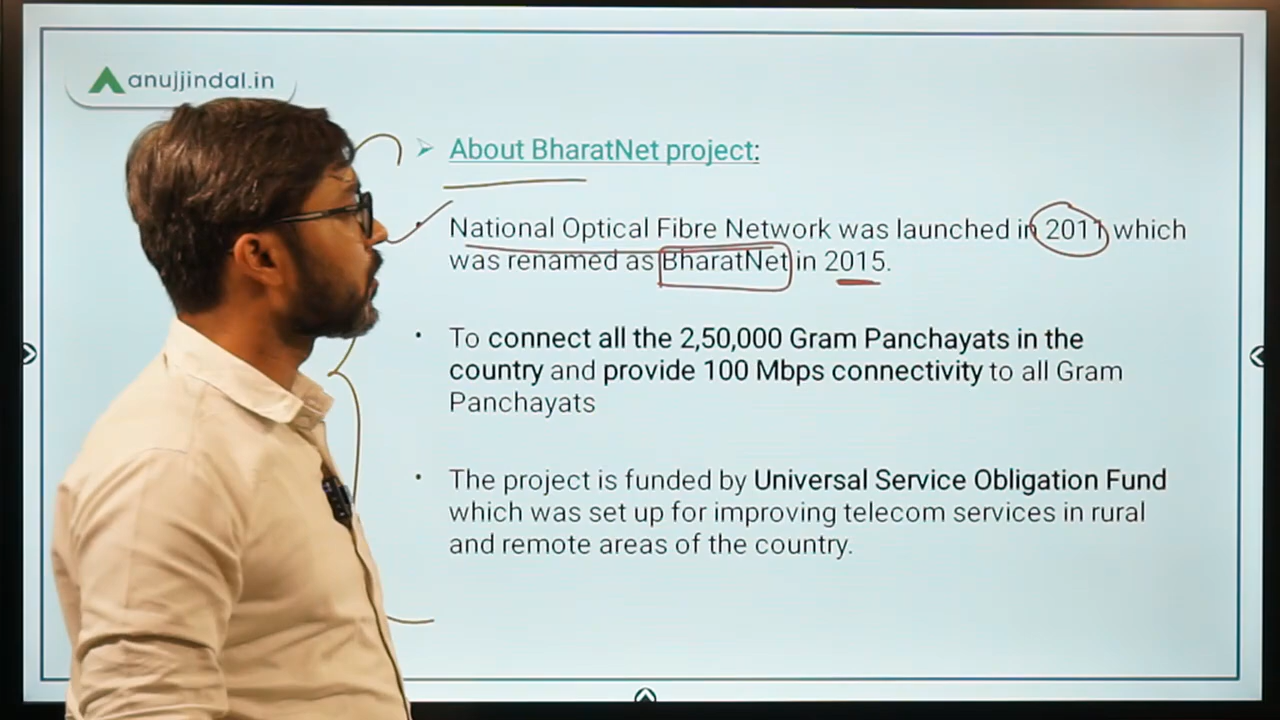 anujjindal.in
About BharatNet project:
National Optical Fibre Network was launched in 2011 which
was renamed as BharatNet in 2015.
To connect all the 2,50,000 Gram Panchayats in the
country and provide 100 Mbps connectivity to all Gram
Panchayats
The project is funded by Universal Service Obligation Fund
which was set up for improving telecom services in rural
and remote areas of the country.